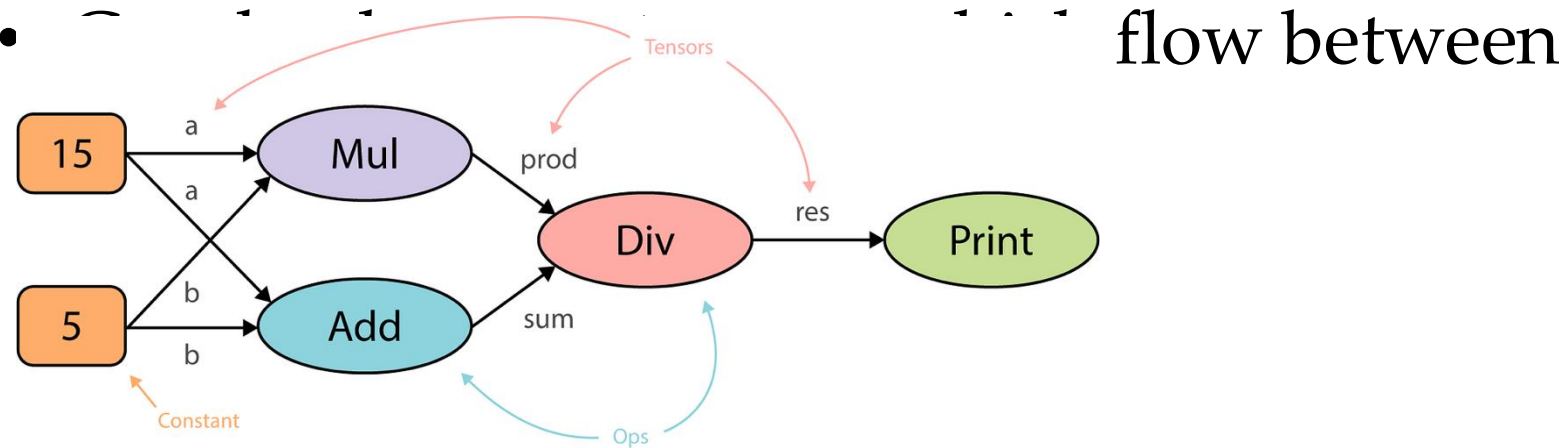 flow between
Tensors
a
15
Mul
prod
a
res
Div
Print
b
5
Add
sum
b
Constant
Ops